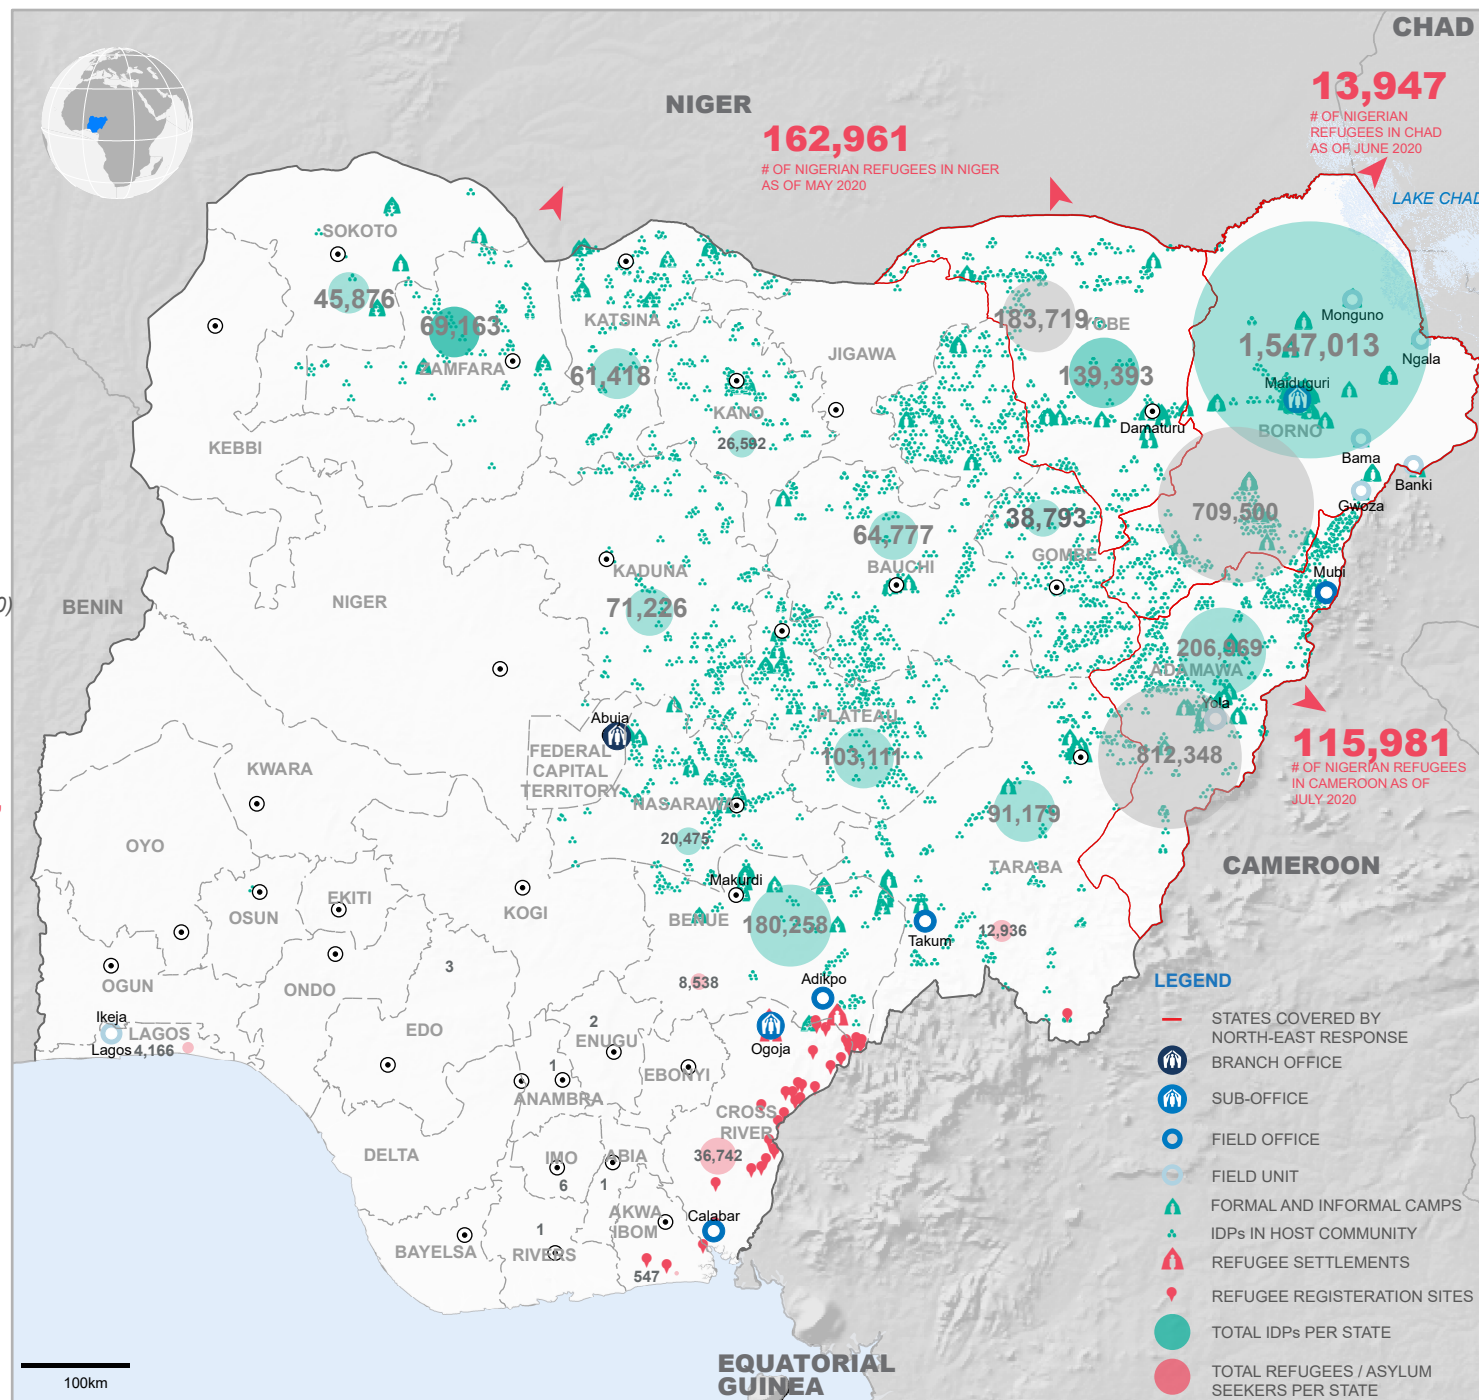 CHAD
13,947
# OF NIGERIAN
REFUGEES IN CHAD
AS OF JUNE 2020
NIGER
162,961
# OF NIGERIAN REFUGEES IN NIGER
AS OF MAY 2020
LAKE CHAD
SOKOTO
45,876
69,163
ZAMFARA
KATSINA
61,418
KANO
26,592
JIGAWA
183,719
YOBE
139,393
Damaturu
Monguno
1,547,013
Ngala
Maiduguri
BORNO
Bama
Banki
Gwoza
KEBBI
709,500
38,793
GOMBE
64,777
BAUCHI
Mubi
KADUNA
71,226
NIGER
BENIN
0)
206,969
ADAMAWA
Yola
812,348
115,981
# OF NIGERIAN REFUGEES
IN CAMEROON AS OF
JULY 2020
Abuja
FEDERAL
CAPITAL
TERRITORY
PLATEAU
103,111
KWARA
NASARAWA
20,475
91,179
TARABA
CAMEROON
OYO
OSUN
EKITI
KOGI
Makurdi
BENUE
180,258
Takum
12,936
8,538
Adikpo
OGUN
ONDO
3
EDO
2
ENUGU
Ikeja
LAGOS
Lagos 4,166
Ogoja
1
ANAMBRA
EBONYI
CROSS
RIVER
36,742
DELTA
IMO
6
ABIA
1
AKWA
IBOM
Calabar
BAYELSA
1
RIVERS
547
LEGEND
STATES COVERED BY
NORTH-EAST RESPONSE
BRANCH OFFICE
SUB-OFFICE
FIELD OFFICE
FIELD UNIT
FORMAL AND INFORMAL CAMPS
IDPs IN HOST COMMUNITY
REFUGEE SETTLEMENTS
REFUGEE REGISTERATION SITES
TOTAL IDPs PER STATE
TOTAL REFUGEES / ASYLUM
SEEKERS PER STATE
EQUATORIAL
GUINEA
100km